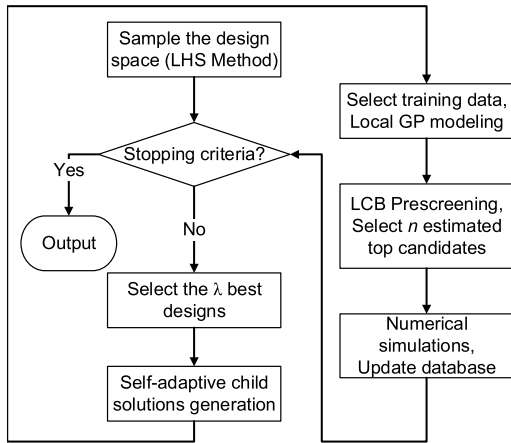 Sample the design
space (LHS Method)
Stopping criteria?
Yes
Output
No
Select the λ best
designs
Self-adaptive child
solutions generation
Select training data,
Local GP modeling
LCB Prescreening,
Select n estimated
top candidates
Numerical
simulations,
Update database